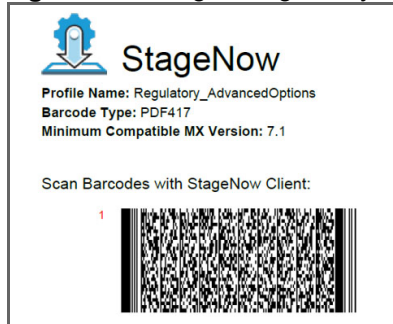 StageNow
Profile Name: Regulatory_AdvancedOptions
Barcode Type: PDF417
Minimum Compatible MX Version: 7.1
Scan Barcodes with StageNow Client:
1